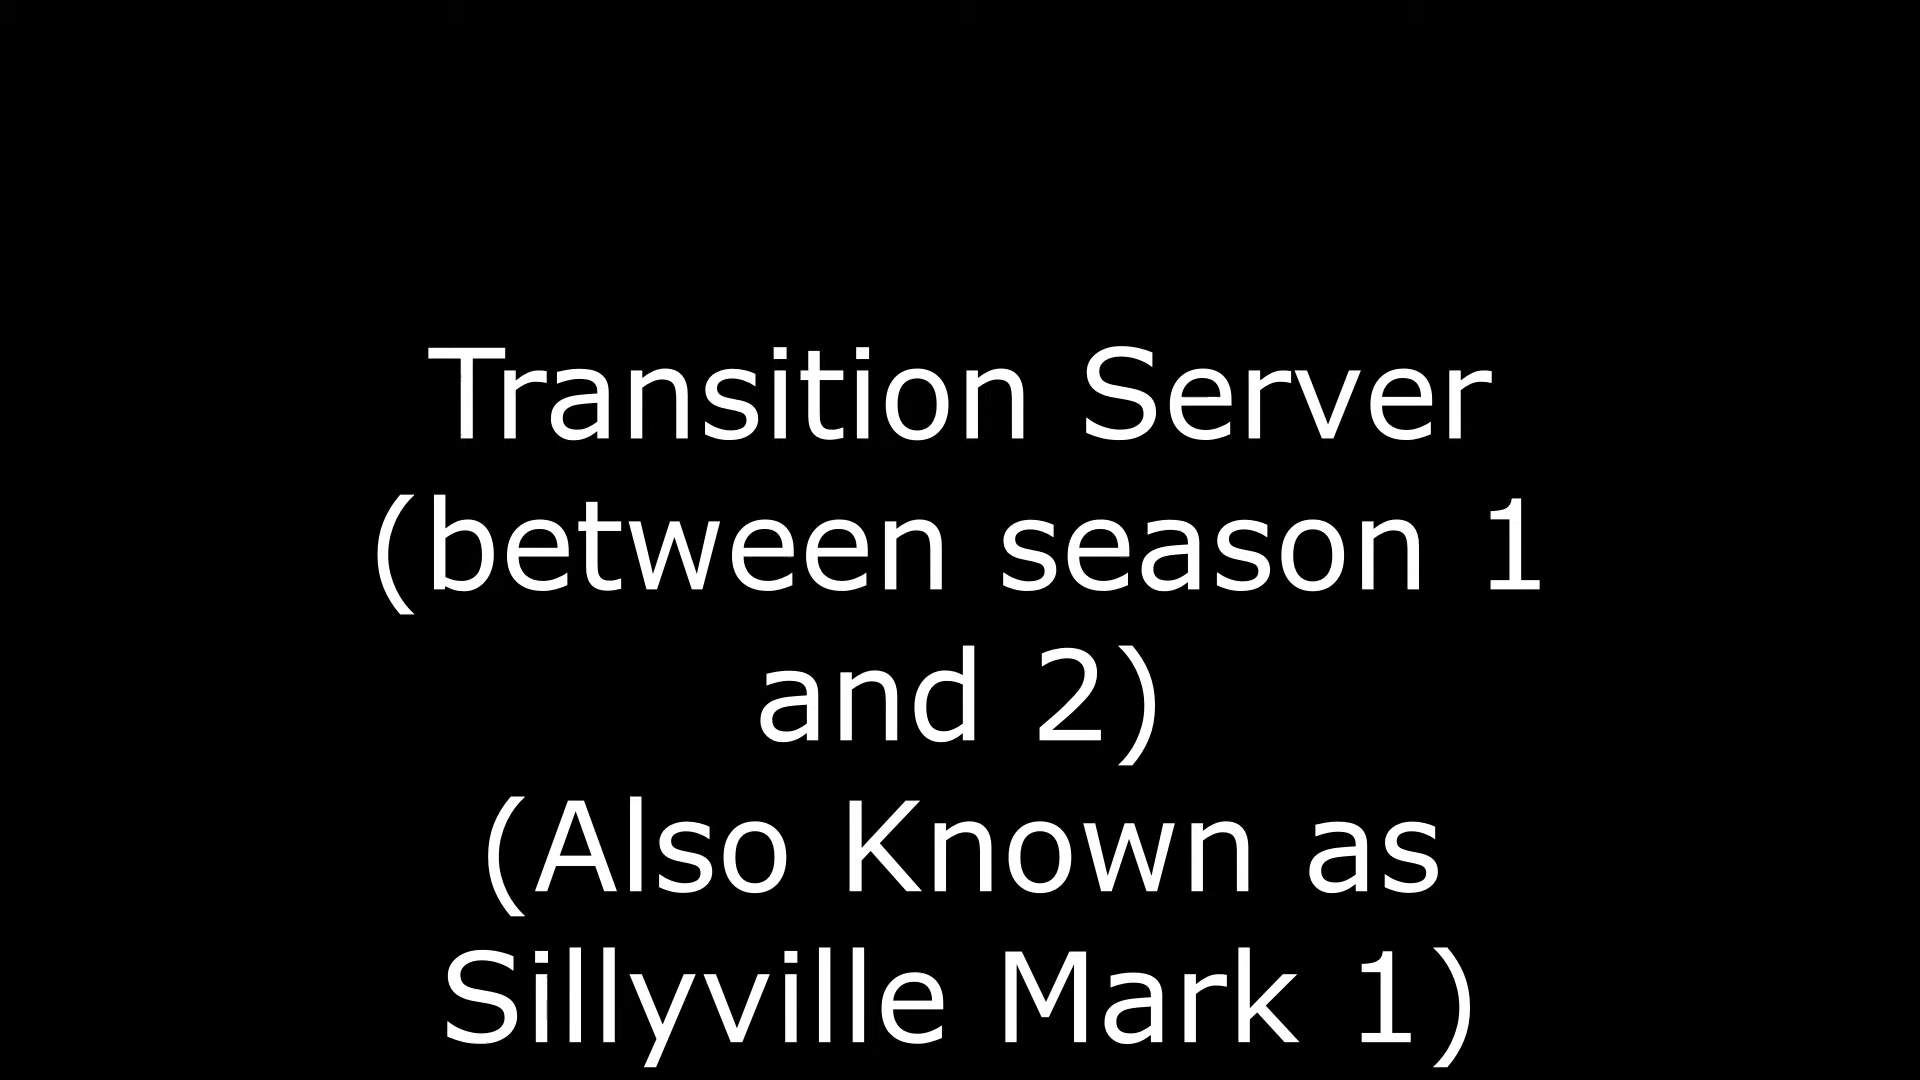 Transition Server
(between season 1
and 2)
(Also Known as
Sillyville Mark 1)